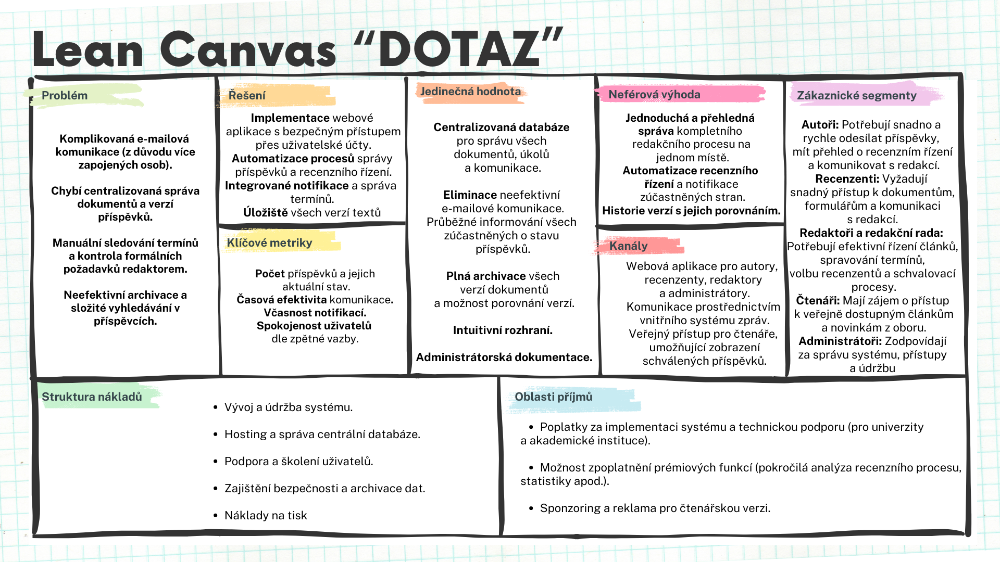 Lean Canvas “DOTAZ”
Problém
Komplikovaná e-mailová
komunikace (z důvodu více
zapojených osob).
Chybí centralizovaná správa
dokumentů a verzí
příspěvků.
Manuální sledování termínů
a kontrola formálních
požadavků redaktorem.
Neefektivní archivace a
složité vyhledávání v
příspěvcích.
Řešení
Implementace webové
aplikace s bezpečným přístupem
přes uživatelské účty.
Automatizace procesů správy
příspěvků a recenzního řízení.
Integrované notifikace a správa
termínů.
Úložiště všech verzí textů
Klíčové metriky
Počet příspěvků a jejich
aktuální stav.
Časová efektivita komunikace.
Včasnost notifikací.
Spokojenost uživatelů
dle zpětné vazby.
Jedinečná hodnota
Centralizovaná databáze
pro správu všech
dokumentů, úkolů
a komunikace.
Eliminace neefektivní
e-mailové komunikace.
Průběžné informování všech
zúčastněných o stavu
příspěvků.
Plná archivace všech
verzí dokumentů
a možnost porovnání verzí.
Intuitivní rozhraní.
Administrátorská dokumentace.
Neférová výhoda
Jednoduchá a přehledná
správa kompletního
redakčního procesu na
jednom místě.
Automatizace recenzního
řízení a notifikace
zúčastněných stran.
Historie verzí s jejich porovnáním.
Kanály
Webová aplikace pro autory,
recenzenty, redaktory
a administrátory.
Komunikace prostřednictvím
vnitřního systému zpráv.
Veřejný přístup pro čtenáře,
umožňující zobrazení
schválených příspěvků.
Zákaznické segmenty
Autoři: Potřebují snadno a
rychle odesílat příspěvky,
mít přehled o recenzním řízení
a komunikovat s redakcí.
Recenzenti: Vyžadují
snadný přístup k dokumentům,
formulářům a komunikaci
s redakcí.
Redaktoři a redakční rada:
Potřebují efektivní řízení článků,
spravování termínů,
volbu recenzentů a schvalovací
procesy.
Čtenáři: Mají zájem o přístup
k veřejně dostupným článkům
a novinkám z oboru.
Administrátoři: Zodpovídají
za správu systému, přístupy
a údržbu
Struktura nákladů
• Vývoj a údržba systému.
• Hosting a správa centrální databáze.
• Podpora a školení uživatelů.
• Zajištění bezpečnosti a archivace dat.
• Náklady na tisk
Oblasti příjmů
• Poplatky za implementaci systému a technickou podporu (pro univerzity
a akademické instituce).
• Možnost zpoplatnění prémiových funkcí (pokročilá analýza recenzního procesu,
statistiky apod.).
• Sponzoring a reklama pro čtenářskou verzi.